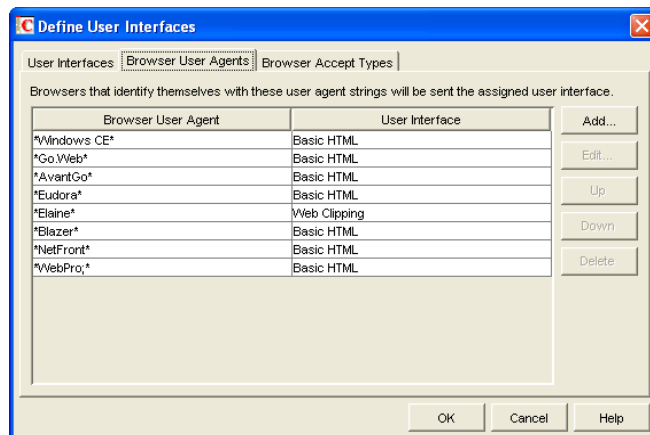 Define User Interfaces
User Interfaces Browser User Agents Browser Accept Types
Browsers that identify themselves with these user agent strings will be sent the assigned user interface.
Browser User Agent User Interface Add...
*Windows CE* Basic HTML
*Go.Web* Basic HTML Edit...
*AvantGo* Basic HTML
*Eudora* Basic HTML Up
*Elaine* Web Clipping
*Blazer* Basic HTML Down
*NetFront* Basic HTML
*WebPro;* Basic HTML Delete
OK Cancel Help